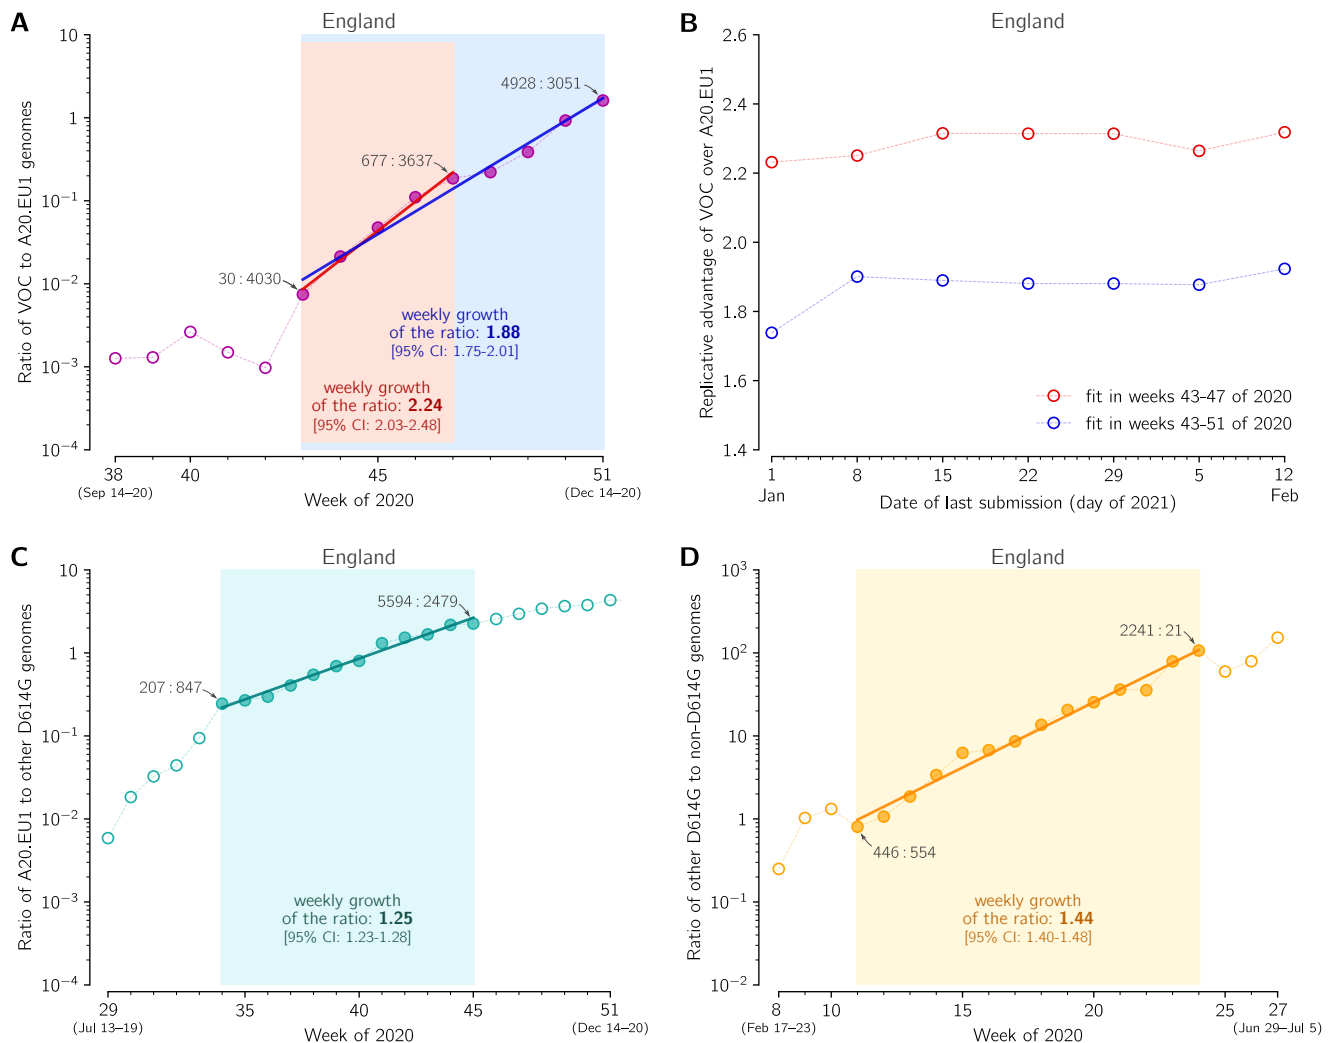 A
England
10
1
10⁻¹
10⁻²
10⁻³
10⁻⁴
Ratio of VOC to A20.EU1 genomes
4928 : 3051
677 : 3637
30 : 4030
weekly growth
of the ratio: 1.88
[95% CI: 1.75-2.01]
weekly growth
of the ratio: 2.24
[95% CI: 2.03-2.48]
38
40
45
51
(Sep 14–20)
Week of 2020
(Dec 14–20)
B
England
2.6
2.4
2.2
2.0
1.8
1.6
1.4
Replicative advantage of VOC over A20.EU1
fit in weeks 43-47 of 2020
fit in weeks 43-51 of 2020
1
8
15
22
29
5
12
Jan
Feb
Date of last submission (day of 2021)
C
England
10
1
10⁻¹
10⁻²
10⁻³
10⁻⁴
Ratio of A20.EU1 to other D614G genomes
5594 : 2479
207 : 847
weekly growth
of the ratio: 1.25
[95% CI: 1.23-1.28]
29
35
40
45
51
(Jul 13–19)
Week of 2020
(Dec 14–20)
D
England
10³
10²
10
1
10⁻¹
10⁻²
Ratio of other D614G to non-D614G genomes
2241 : 21
446 : 554
weekly growth
of the ratio: 1.44
[95% CI: 1.40-1.48]
8
10
15
20
25
27
(Feb 17–23)
Week of 2020
(Jun 29–Jul 5)